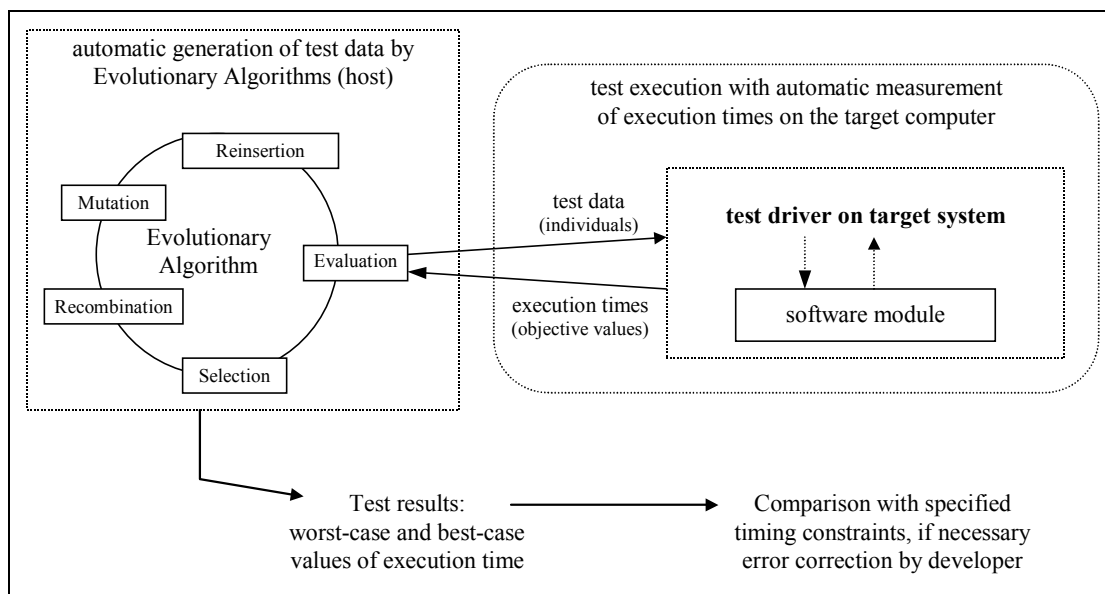 automatic generation of test data by
Evolutionary Algorithms (host)
Reinsertion
Mutation
Evolutionary
Algorithm
Evaluation
Recombination
Selection
test execution with automatic measurement
of execution times on the target computer
test data
(individuals)
execution times
(objective values)
test driver on target system
software module
Test results:
worst-case and best-case
values of execution time
Comparison with specified
timing constraints, if necessary
error correction by developer